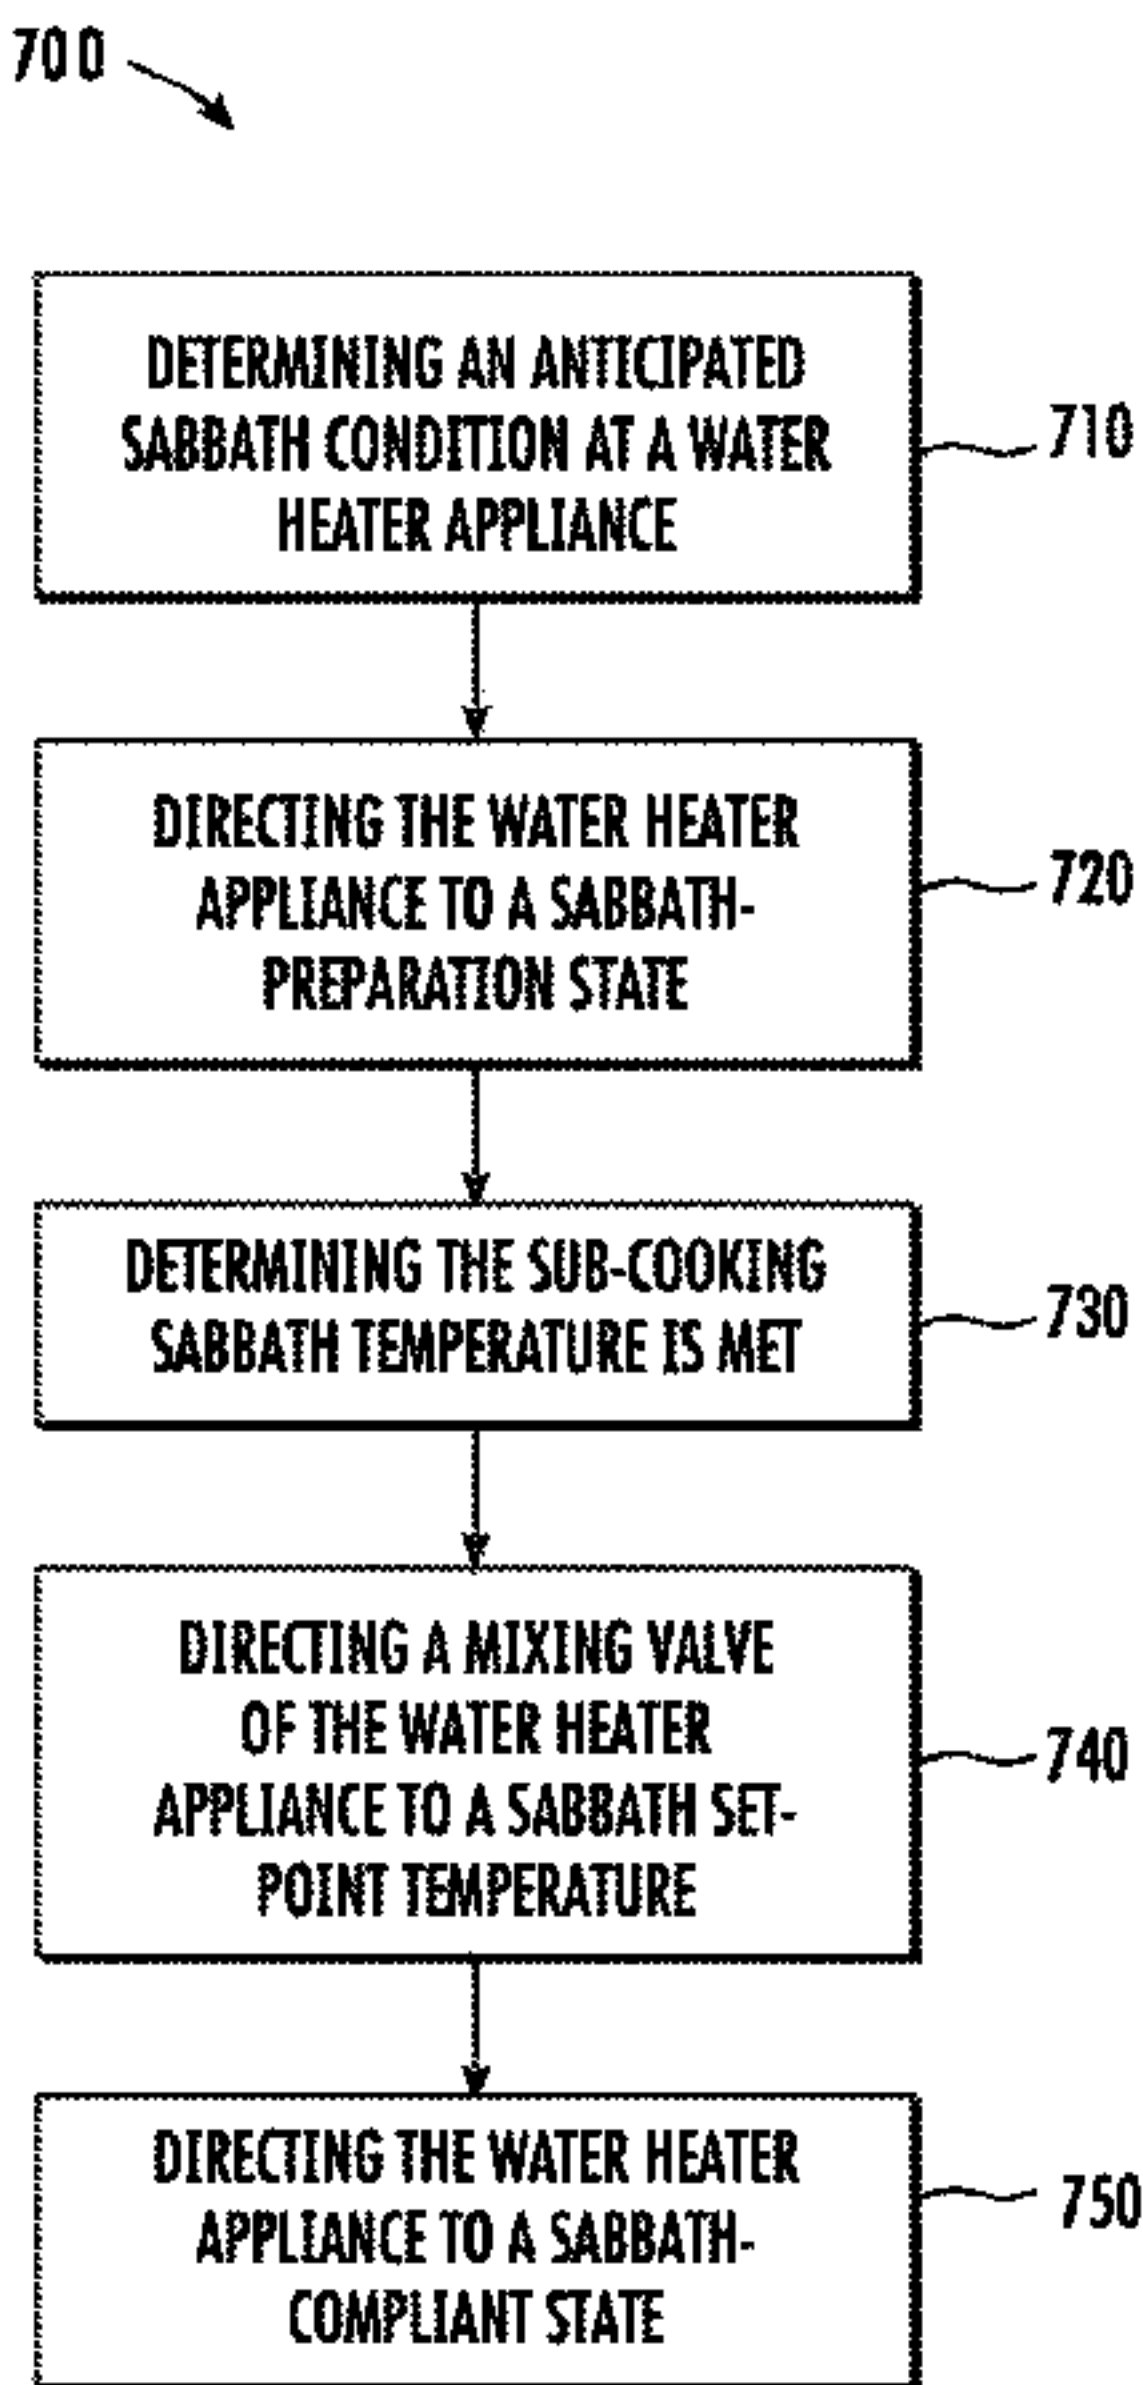 700
DETERMINING AN ANTICIPATED
SABBATH CONDITION AT A WATER
HEATER APPLIANCE
710
DIRECTING THE WATER HEATER
APPLIANCE TO A SABBATH-
PREPARATION STATE
720
DETERMINING THE SUB-COOKING
SABBATH TEMPERATURE IS MET
730
DIRECTING A MIXING VALVE
OF THE WATER HEATER
APPLIANCE TO A SABBATH SET-
POINT TEMPERATURE
740
DIRECTING THE WATER HEATER
APPLIANCE TO A SABBATH-
COMPLIANT STATE
750